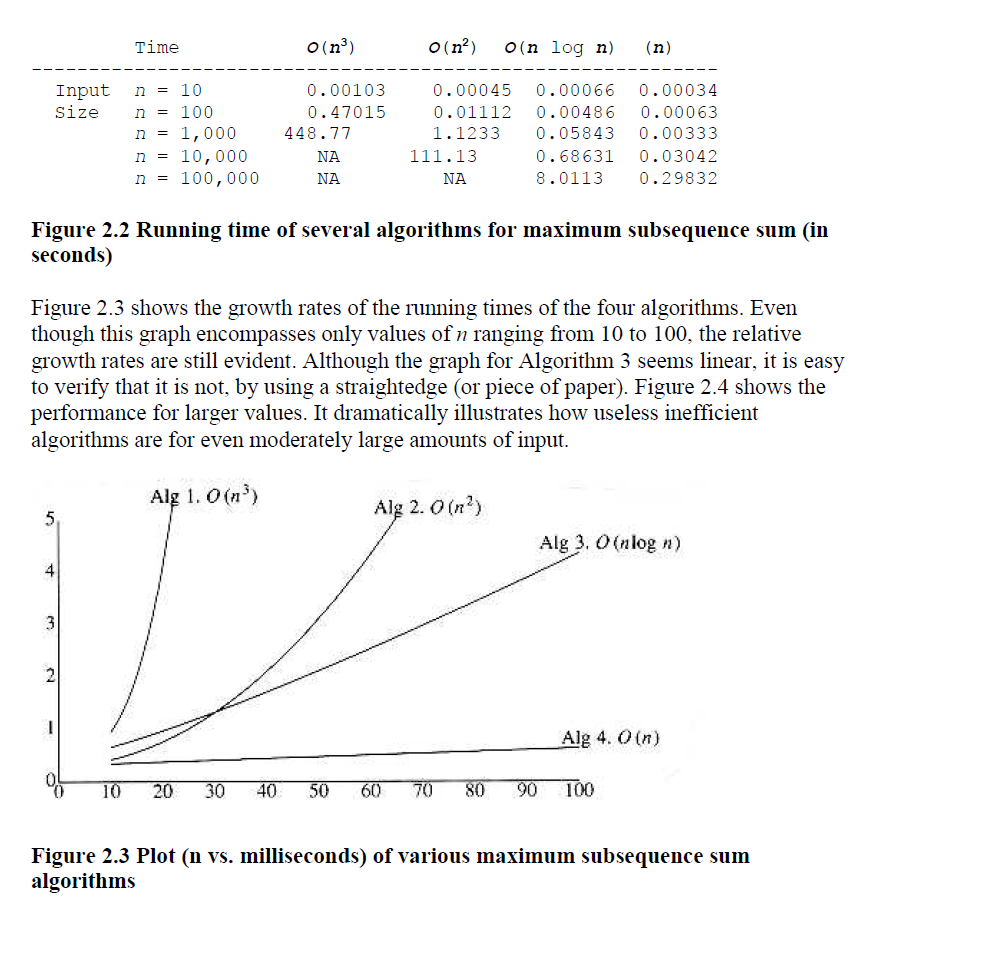 Time O(n³) O(n²) O(n log n) (n)
--------------------------------------------------------------
Input n = 10 0.00103 0.00045 0.00066 0.00034
Size n = 100 0.47015 0.01112 0.00486 0.00063
n = 1,000 448.77 1.1233 0.05843 0.00333
n = 10,000 NA 111.13 0.68631 0.03042
n = 100,000 NA NA 8.0113 0.29832
Figure 2.2 Running time of several algorithms for maximum subsequence sum (in
seconds)
Figure 2.3 shows the growth rates of the running times of the four algorithms. Even
though this graph encompasses only values of n ranging from 10 to 100, the relative
growth rates are still evident. Although the graph for Algorithm 3 seems linear, it is easy
to verify that it is not, by using a straightedge (or piece of paper). Figure 2.4 shows the
performance for larger values. It dramatically illustrates how useless inefficient
algorithms are for even moderately large amounts of input.
Alg 1. O(n³)
Alg 2. O(n²)
Alg 3. O(nlog n)
Alg 4. O(n)
5
4
3
2
1
0
0 10 20 30 40 50 60 70 80 90 100
Figure 2.3 Plot (n vs. milliseconds) of various maximum subsequence sum
algorithms